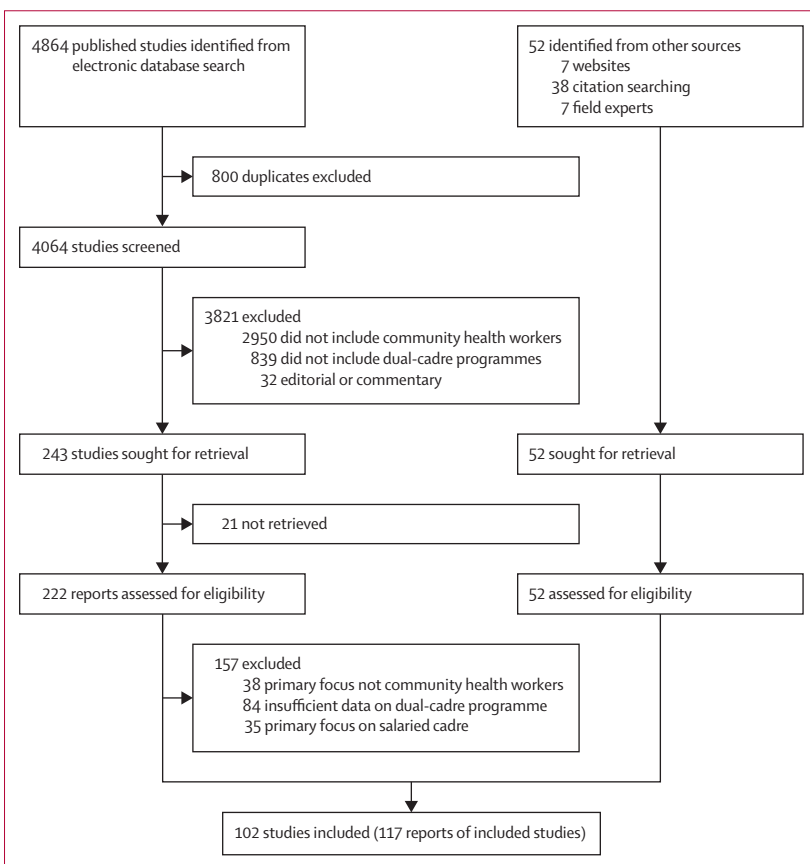 4864 published studies identified from
electronic database search
52 identified from other sources
7 websites
38 citation searching
7 field experts
800 duplicates excluded
4064 studies screened
3821 excluded
2950 did not include community health workers
839 did not include dual-cadre programmes
32 editorial or commentary
243 studies sought for retrieval
52 sought for retrieval
21 not retrieved
222 reports assessed for eligibility
52 assessed for eligibility
157 excluded
38 primary focus not community health workers
84 insufficient data on dual-cadre programme
35 primary focus on salaried cadre
102 studies included (117 reports of included studies)